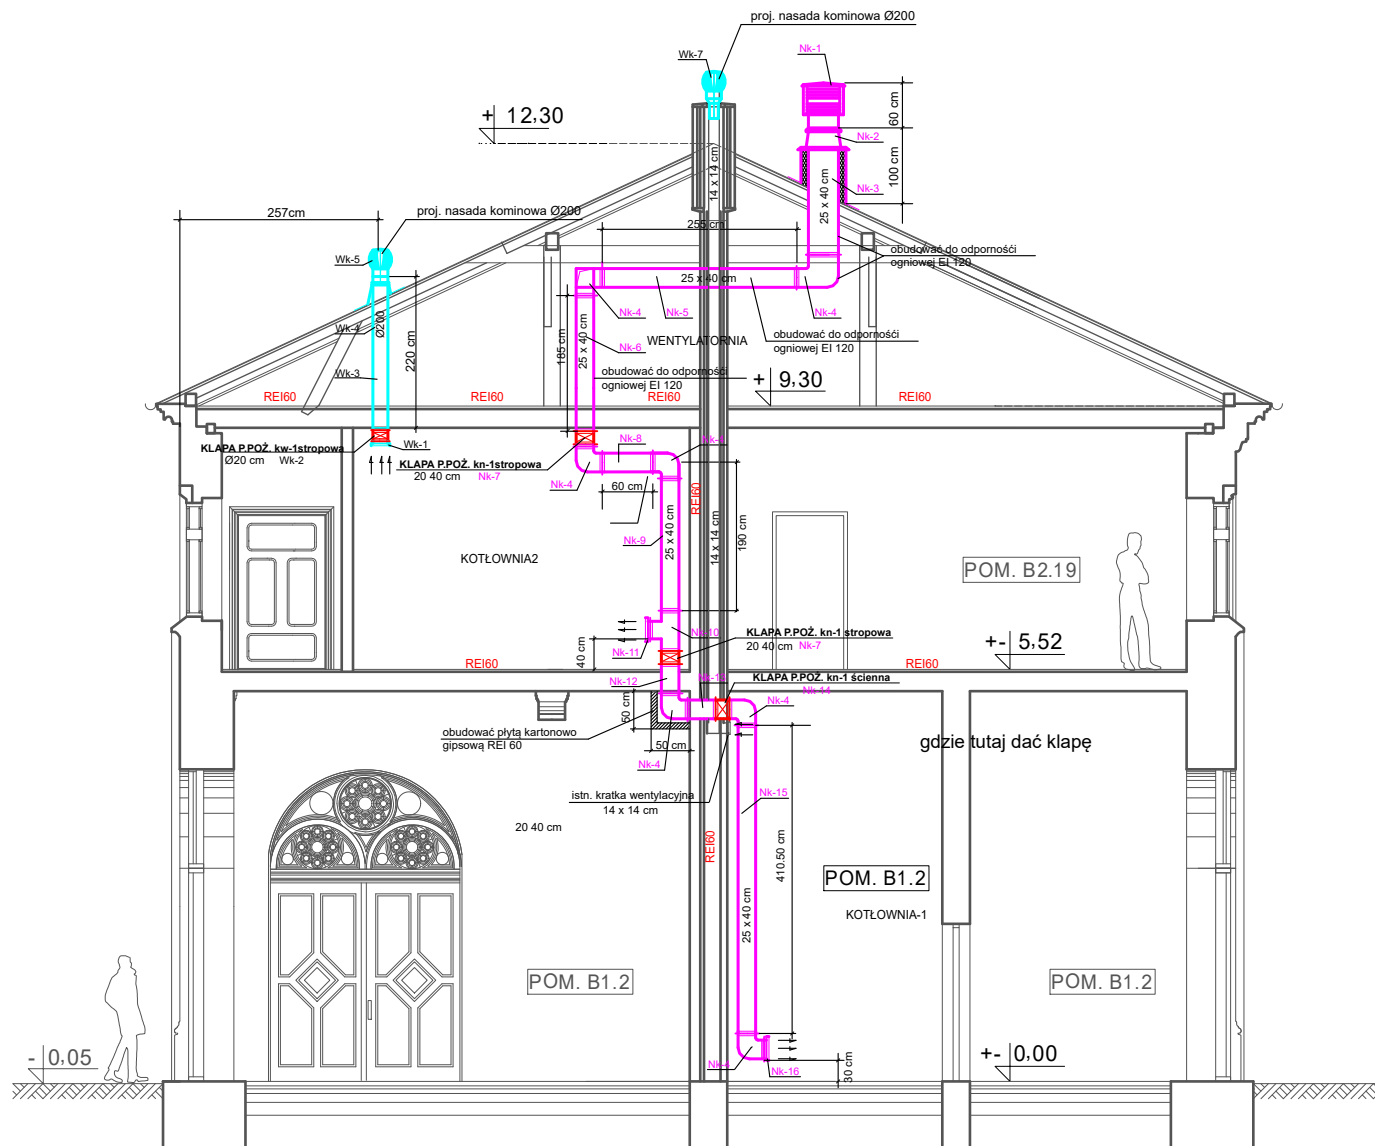 proj. nasada kominowa Ø200
Wk-7
Nk-1
60 cm
+ 12,30
Nk-2
14 x 14 cm
100 cm
Nk-3
25 x 40 cm
257cm
proj. nasada kominowa Ø200
255 cm
Wk-5
obudować do odporności
ogniowej EI 120
25 x 40 cm
Nk-4
Nk-5
Nk-4
Wk-4
Ø200
220 cm
185 cm
25 x 40 cm
Nk-6
WENTYLATORNIA
obudować do odporności
ogniowej EI 120
Wk-3
obudować do odporności
ogniowej EI 120
+ 9,30
REI60
REI60
REI60
REI60
KLAPA P.POŻ. kw-1stropowa
Ø20 cm Wk-2
Wk-1
KLAPA P.POŻ. kn-1stropowa
20 40 cm Nk-7
Nk-8
Nk-4
Nk-4
60 cm
REI60
25 x 40 cm
14 x 14 cm
190 cm
Nk-9
KOTŁOWNIA2
POM. B2.19
Nk-10
KLAPA P.POŻ. kn-1 stropowa
20 40 cm Nk-7
Nk-11
40 cm
+- 5,52
REI60
REI60
Nk-12
KLAPA P.POŻ. kn-1 ścienna
Nk-14
50 cm
Nk-4
obudować płytą kartonowo
gipsową REI 60
50 cm
Nk-4
gdzie tutaj dać klapę
istn. kratka wentylacyjna
14 x 14 cm
Nk-15
20 40 cm
REI60
410.50 cm
POM. B1.2
KOTŁOWNIA-1
25 x 40 cm
POM. B1.2
POM. B1.2
- 0,05
Nk-4
Nk-16
30 cm
+- 0,00